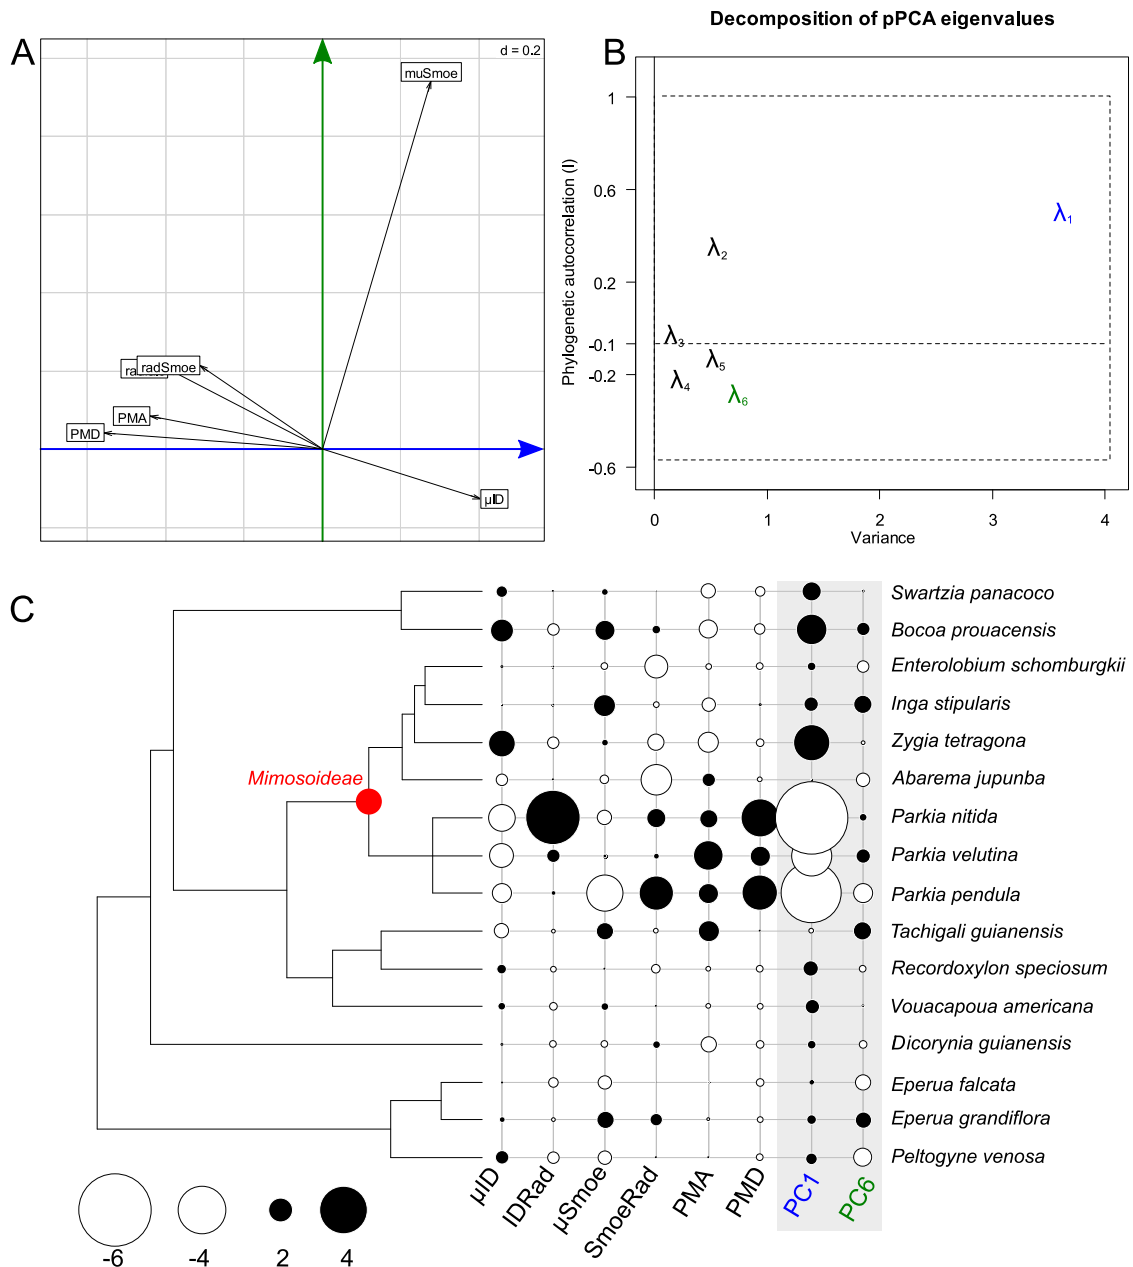 Decomposition of pPCA eigenvalues
A
d = 0.2
muSmoe
radSmoe
PMA
PMD
µID
B
Phylogenetic autocorrelation (I)
1
0.6
0.2
-0.1
-0.2
-0.6
λ1
λ2
λ3
λ5
λ4
λ6
0 1 2 3 4
Variance
C
Mimosoideae
Swartzia panacoco
Bocoa prouacensis
Enterolobium schomburgkii
Inga stipularis
Zygia tetragona
Abarema jupunba
Parkia nitida
Parkia velutina
Parkia pendula
Tachigali guianensis
Recordoxylon speciosum
Vouacapoua americana
Dicorynia guianensis
Eperua falcata
Eperua grandiflora
Peltogyne venosa
µID IDRad µSmoe SmoeRad PMA PMD PC1 PC6
-6 -4 2 4